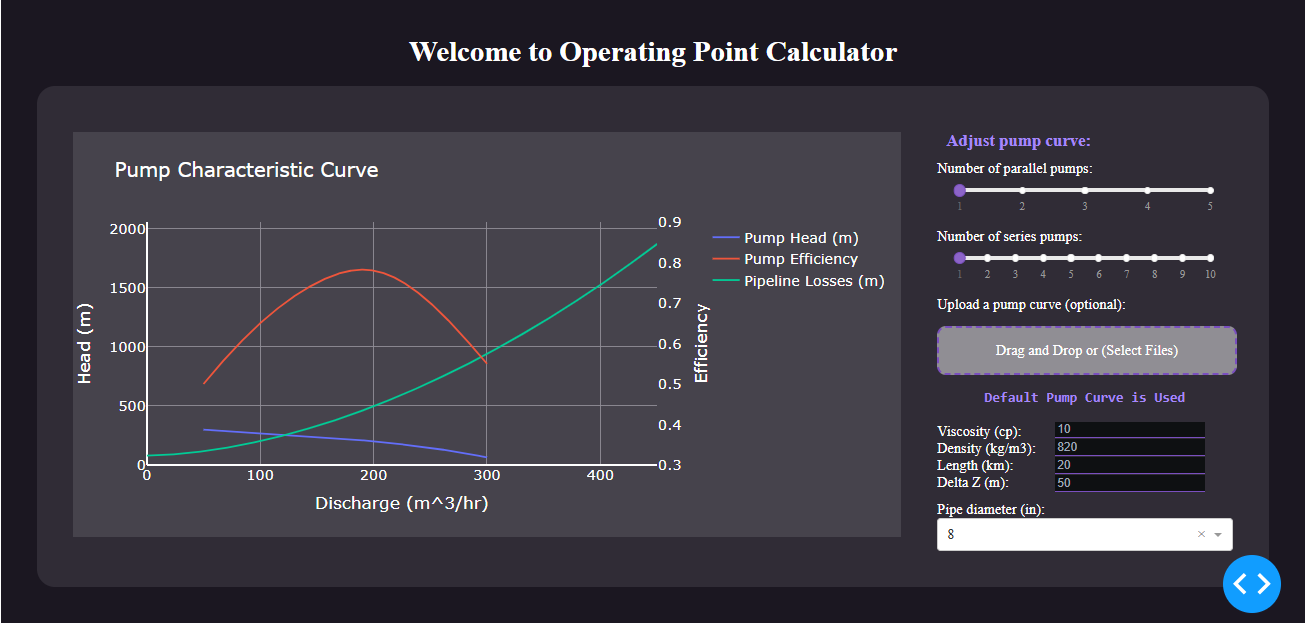 Welcome to Operating Point Calculator
Pump Characteristic Curve
2000
1500
1000
500
0
Head (m)
0 100 200 300 400
Discharge (m^3/hr)
0.9
0.8
0.7
0.6
0.5
0.4
0.3
Efficiency
Pump Head (m)
Pump Efficiency
Pipeline Losses (m)
Adjust pump curve:
Number of parallel pumps:
1 2 3 4 5
Number of series pumps:
1 2 3 4 5 6 7 8 9 10
Upload a pump curve (optional):
Drag and Drop or (Select Files)
Default Pump Curve is Used
Viscosity (cp): 10
Density (kg/m3): 820
Length (km): 20
Delta Z (m): 50
Pipe diameter (in):
8 ×